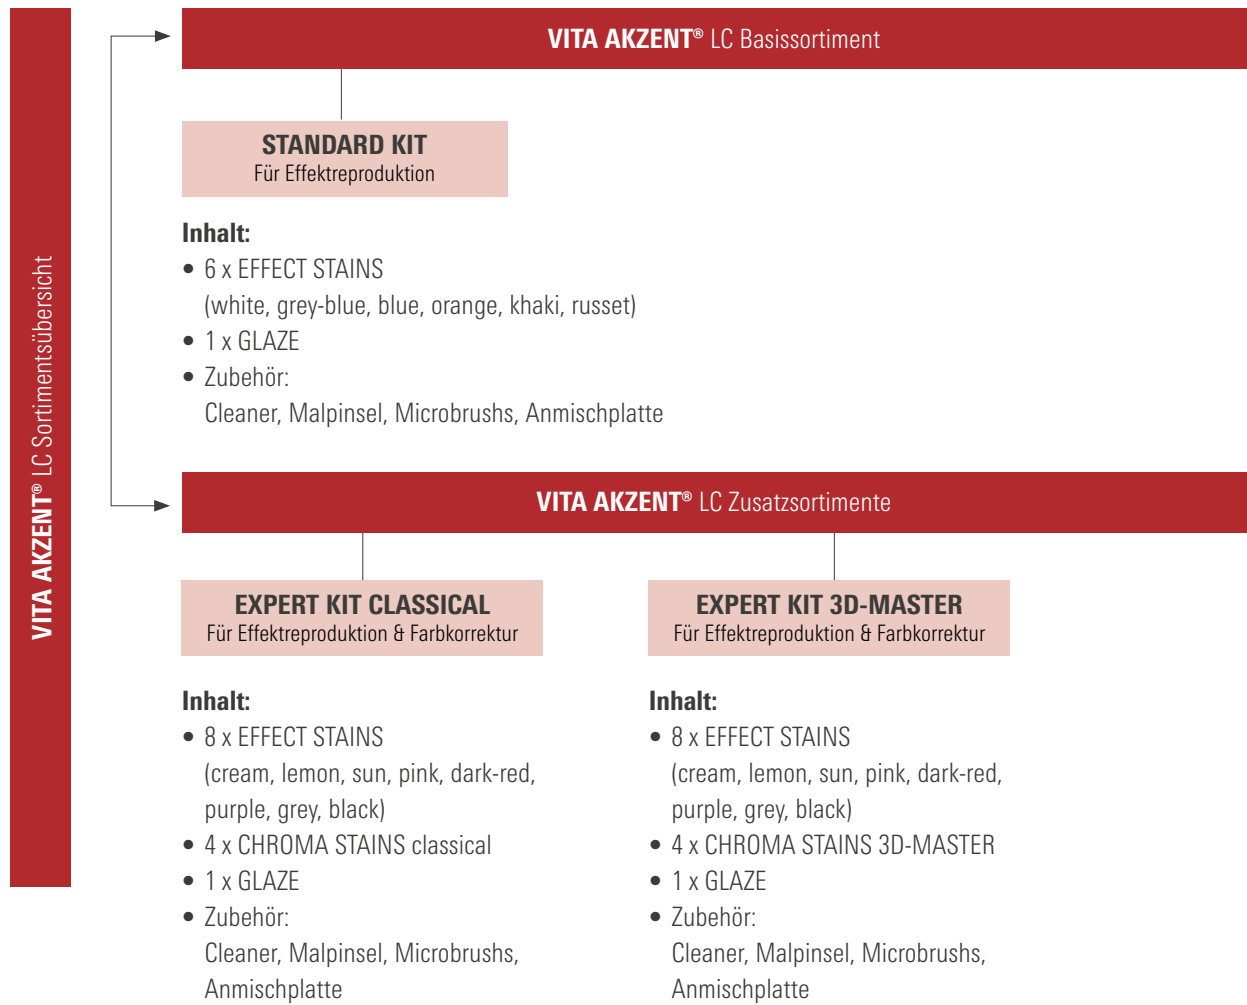 VITA AKZENT® LC Sortimentsübersicht
VITA AKZENT® LC Basissortiment
STANDARD KIT
Für Effektreproduktion
Inhalt:
• 6 x EFFECT STAINS
(white, grey-blue, blue, orange, khaki, russet)
• 1 x GLAZE
• Zubehör:
Cleaner, Malpinsel, Microbrushs, Anmischplatte
VITA AKZENT® LC Zusatzsortimente
EXPERT KIT CLASSICAL
Für Effektreproduktion & Farbkorrektur
Inhalt:
• 8 x EFFECT STAINS
(cream, lemon, sun, pink, dark-red,
purple, grey, black)
• 4 x CHROMA STAINS classical
• 1 x GLAZE
• Zubehör:
Cleaner, Malpinsel, Microbrushs,
Anmischplatte
EXPERT KIT 3D-MASTER
Für Effektreproduktion & Farbkorrektur
Inhalt:
• 8 x EFFECT STAINS
(cream, lemon, sun, pink, dark-red,
purple, grey, black)
• 4 x CHROMA STAINS 3D-MASTER
• 1 x GLAZE
• Zubehör:
Cleaner, Malpinsel, Microbrushs,
Anmischplatte